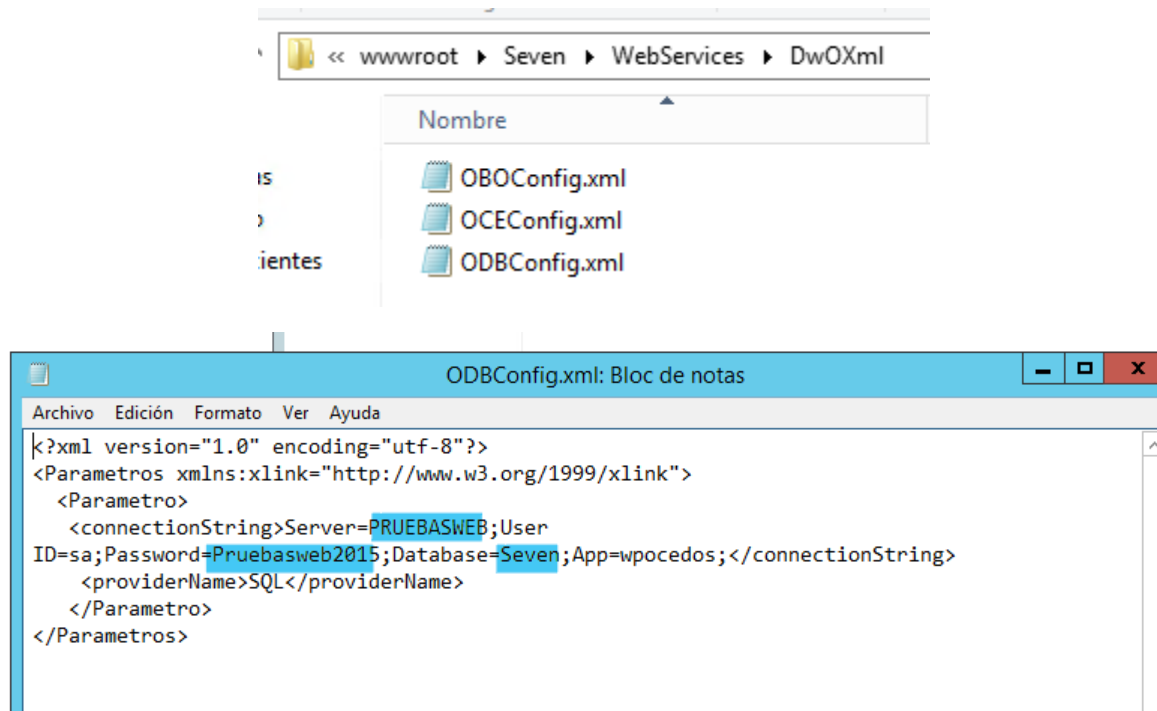 « wwwroot ▸ Seven ▸ WebServices ▸ DwOXml
Nombre
OBOConfig.xml
OCEConfig.xml
ientes
ODBConfig.xml
ODBConfig.xml: Bloc de notas
Archivo Edición Formato Ver Ayuda
<?xml version="1.0" encoding="utf-8"?>
<Parametros xmlns:xlink="http://www.w3.org/1999/xlink">
<Parametro>
<connectionString>Server=PRUEBASWEB;User
ID=sa;Password=Pruebasweb2015;Database=Seven;App=wpocedos;</connectionString>
<providerName>SQL</providerName>
</Parametro>
</Parametros>